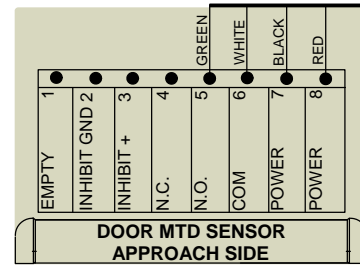 GREEN
WHITE
BLACK
RED
1 EMPTY
2 INHIBIT GND
3 INHIBIT +
4 N.C.
5 N.O.
6 COM
7 POWER
8 POWER
DOOR MTD SENSOR
APPROACH SIDE